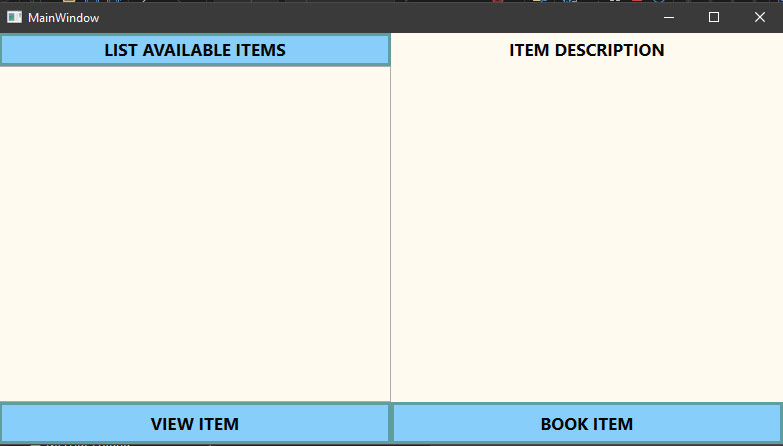 MainWindow
LIST AVAILABLE ITEMS
ITEM DESCRIPTION
VIEW ITEM
BOOK ITEM